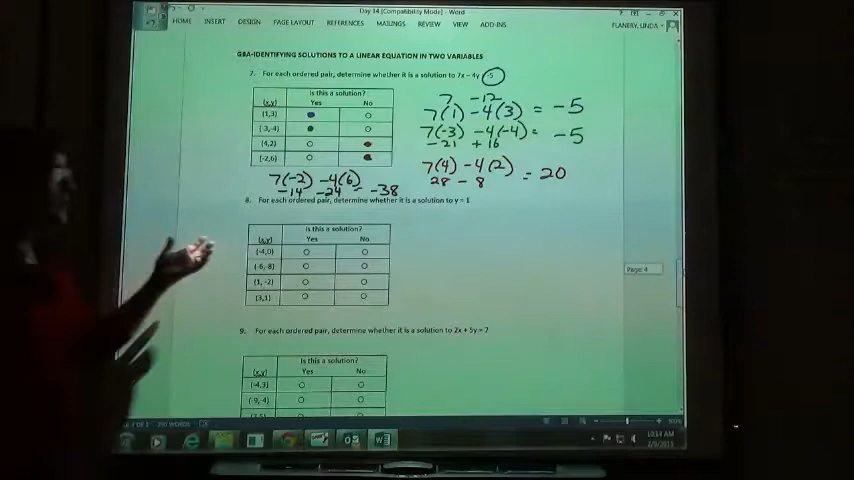 Day 14 [Compatibility Mode] - Word
HOME INSERT DESIGN PAGE LAYOUT REFERENCES MAILINGS REVIEW VIEW ADD-INS
FLANERY, LINDA
GBA-IDENTIFYING SOLUTIONS TO A LINEAR EQUATION IN TWO VARIABLES
7. For each ordered pair, determine whether it is a solution to 7x – 4y -5
Is this a solution?
(x,y) Yes No
(1,3)
(-3,-4)
(4,2)
(-2,6)
7 -12
7(1) -4(3) = -5
7(-3) -4(-4) = -5
-21 + 16
7(4) -4(2) = 20
28 - 8
7(-2) -4(6)
-14 -24 = -38
8. For each ordered pair, determine whether it is a solution to y = 1
Is this a solution?
(x,y) Yes No
(-4,0)
(-6,-8)
(1,-2)
(3,1)
Page 4
9. For each ordered pair, determine whether it is a solution to 2x + 5y = 7
Is this a solution?
(x,y) Yes No
(-4,3)
(-9,-4)
WORDS
10:14 AM